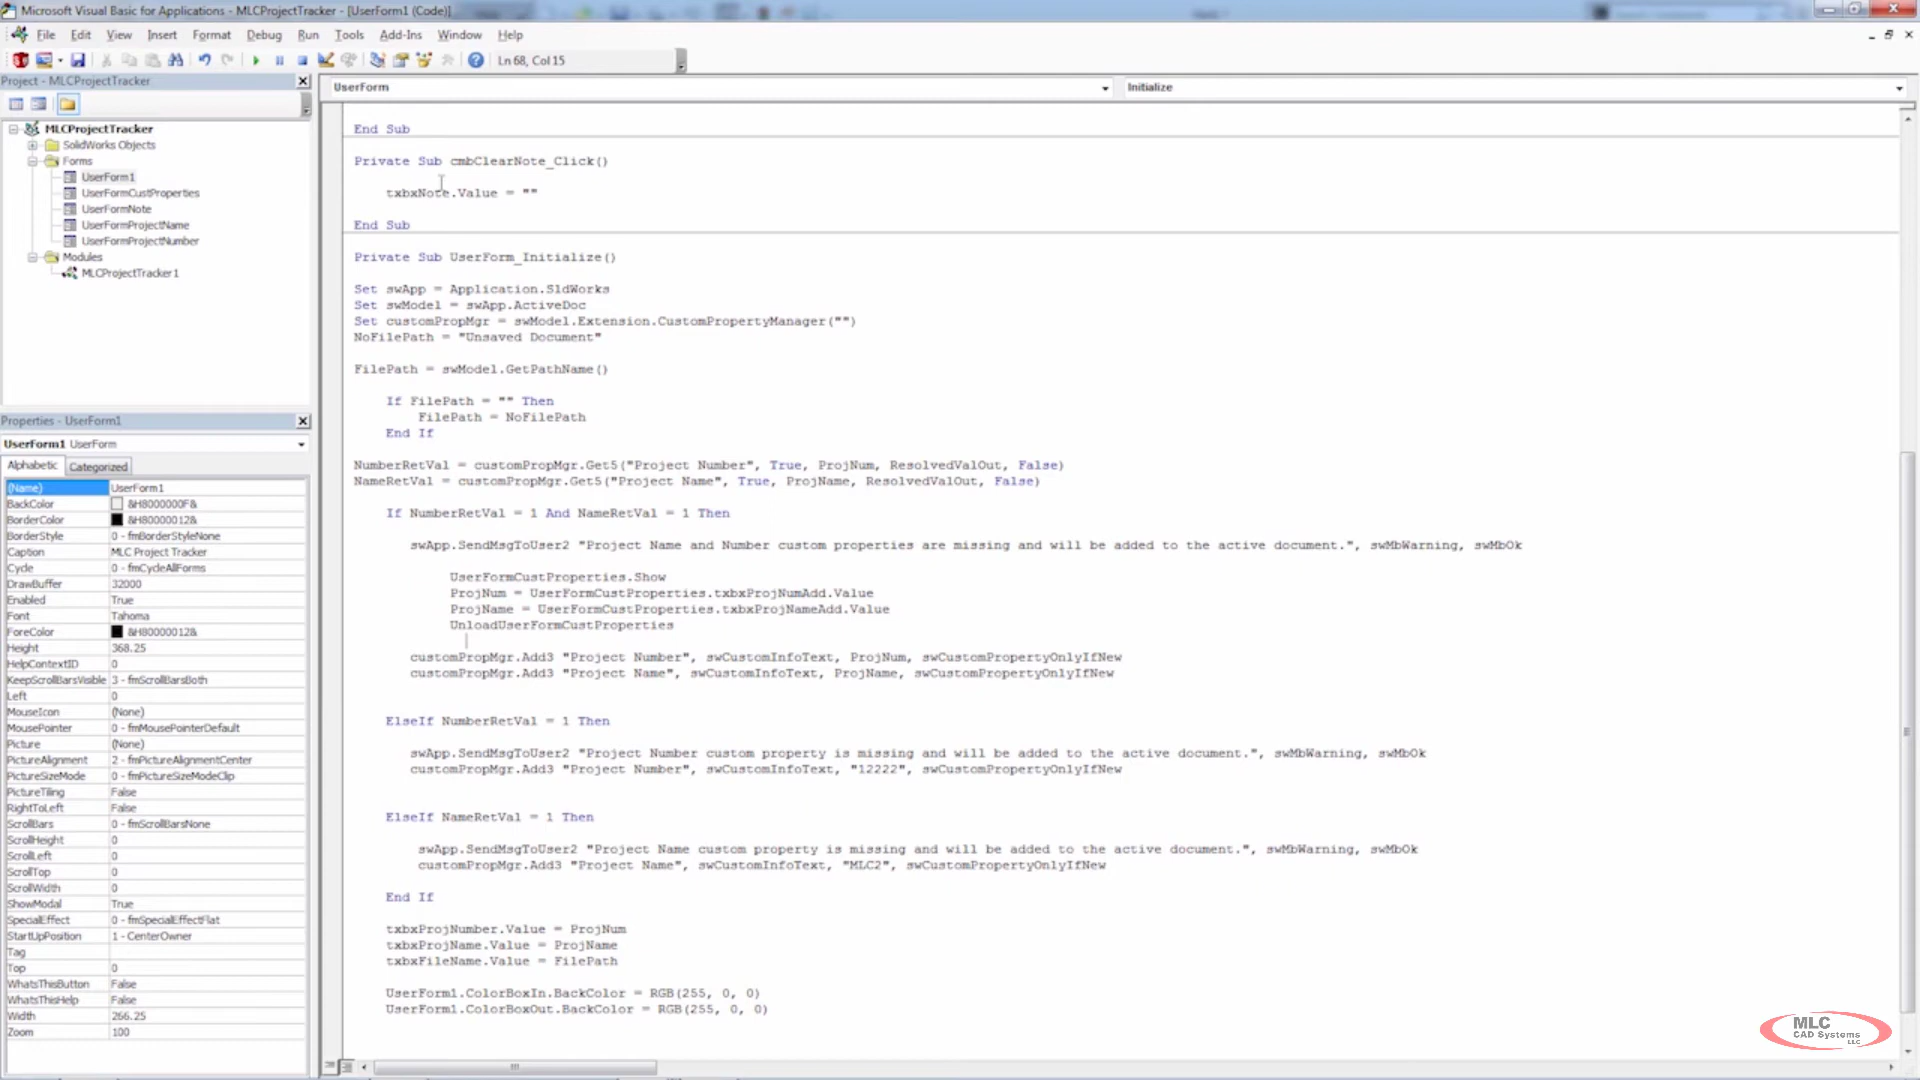 Microsoft Visual Basic for Applications - MLCProjectTracker - [UserForm1 (Code)]
File Edit View Insert Format Debug Run Tools Add-Ins Window Help
Ln 68, Col 15
Project - MLCProjectTracker
MLCProjectTracker
SolidWorks Objects
Forms
UserForm1
UserFormCustProperties
UserFormNote
UserFormProjectName
UserFormProjectNumber
Modules
MLCProjectTracker1
Properties - UserForm1
UserForm1 UserForm
Alphabetic Categorized
(Name) UserForm1
BackColor &H8000000F&
BorderColor &H80000012&
BorderStyle 0 - fmBorderStyleNone
Caption MLC Project Tracker
Cycle 0 - fmCycleAllForms
DrawBuffer 32000
Enabled True
Font Tahoma
ForeColor &H80000012&
Height 368.25
HelpContextID 0
KeepScrollBarsVisible 3 - fmScrollBarsBoth
Left 0
MouseIcon (None)
MousePointer 0 - fmMousePointerDefault
Picture (None)
PictureAlignment 2 - fmPictureAlignmentCenter
PictureSizeMode 0 - fmPictureSizeModeClip
PictureTiling False
RightToLeft False
ScrollBars 0 - fmScrollBarsNone
ScrollHeight 0
ScrollLeft 0
ScrollTop 0
ScrollWidth 0
ShowModal True
SpecialEffect 0 - fmSpecialEffectFlat
StartUpPosition 1 - CenterOwner
Tag
Top 0
WhatsThisButton False
WhatsThisHelp False
Width 266.25
Zoom 100
UserForm Initialize
End Sub
Private Sub cmbClearNote_Click()
txbxNote.Value = ""
End Sub
Private Sub UserForm_Initialize()
Set swApp = Application.SldWorks
Set swModel = swApp.ActiveDoc
Set customPropMgr = swModel.Extension.CustomPropertyManager("")
NoFilePath = "Unsaved Document"
FilePath = swModel.GetPathName()
If FilePath = "" Then
FilePath = NoFilePath
End If
NumberRetVal = customPropMgr.Get5("Project Number", True, ProjNum, ResolvedValOut, False)
NameRetVal = customPropMgr.Get5("Project Name", True, ProjName, ResolvedValOut, False)
If NumberRetVal = 1 And NameRetVal = 1 Then
swApp.SendMsgToUser2 "Project Name and Number custom properties are missing and will be added to the active document.", swMbWarning, swMbOk
UserFormCustProperties.Show
ProjNum = UserFormCustProperties.txbxProjNumAdd.Value
ProjName = UserFormCustProperties.txbxProjNameAdd.Value
UnloadUserFormCustProperties
customPropMgr.Add3 "Project Number", swCustomInfoText, ProjNum, swCustomPropertyOnlyIfNew
customPropMgr.Add3 "Project Name", swCustomInfoText, ProjName, swCustomPropertyOnlyIfNew
ElseIf NumberRetVal = 1 Then
swApp.SendMsgToUser2 "Project Number custom property is missing and will be added to the active document.", swMbWarning, swMbOk
customPropMgr.Add3 "Project Number", swCustomInfoText, "12222", swCustomPropertyOnlyIfNew
ElseIf NameRetVal = 1 Then
swApp.SendMsgToUser2 "Project Name custom property is missing and will be added to the active document.", swMbWarning, swMbOk
customPropMgr.Add3 "Project Name", swCustomInfoText, "MLC2", swCustomPropertyOnlyIfNew
End If
txbxProjNumber.Value = ProjNum
txbxProjName.Value = ProjName
txbxFileName.Value = FilePath
UserForm1.ColorBoxIn.BackColor = RGB(255, 0, 0)
UserForm1.ColorBoxOut.BackColor = RGB(255, 0, 0)
MLC
CAD Systems
LLC